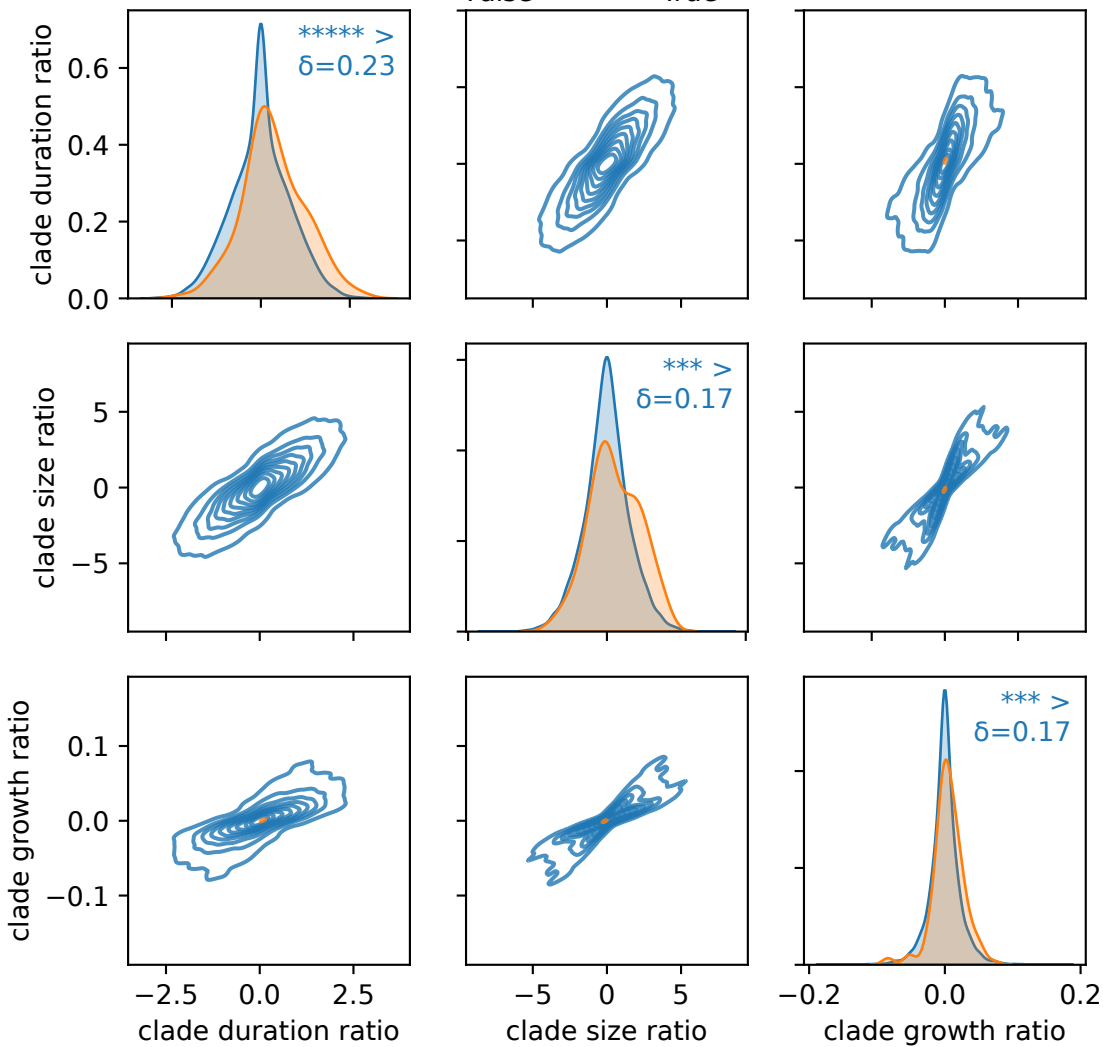 ***** >
δ=0.23
clade duration ratio
0.6
0.4
0.2
0.0
*** >
δ=0.17
clade size ratio
5
0
−5
*** >
δ=0.17
clade growth ratio
0.1
0.0
−0.1
−2.5 0.0 2.5 −5 0 5 −0.2 0.0 0.2
clade duration ratio clade size ratio clade growth ratio